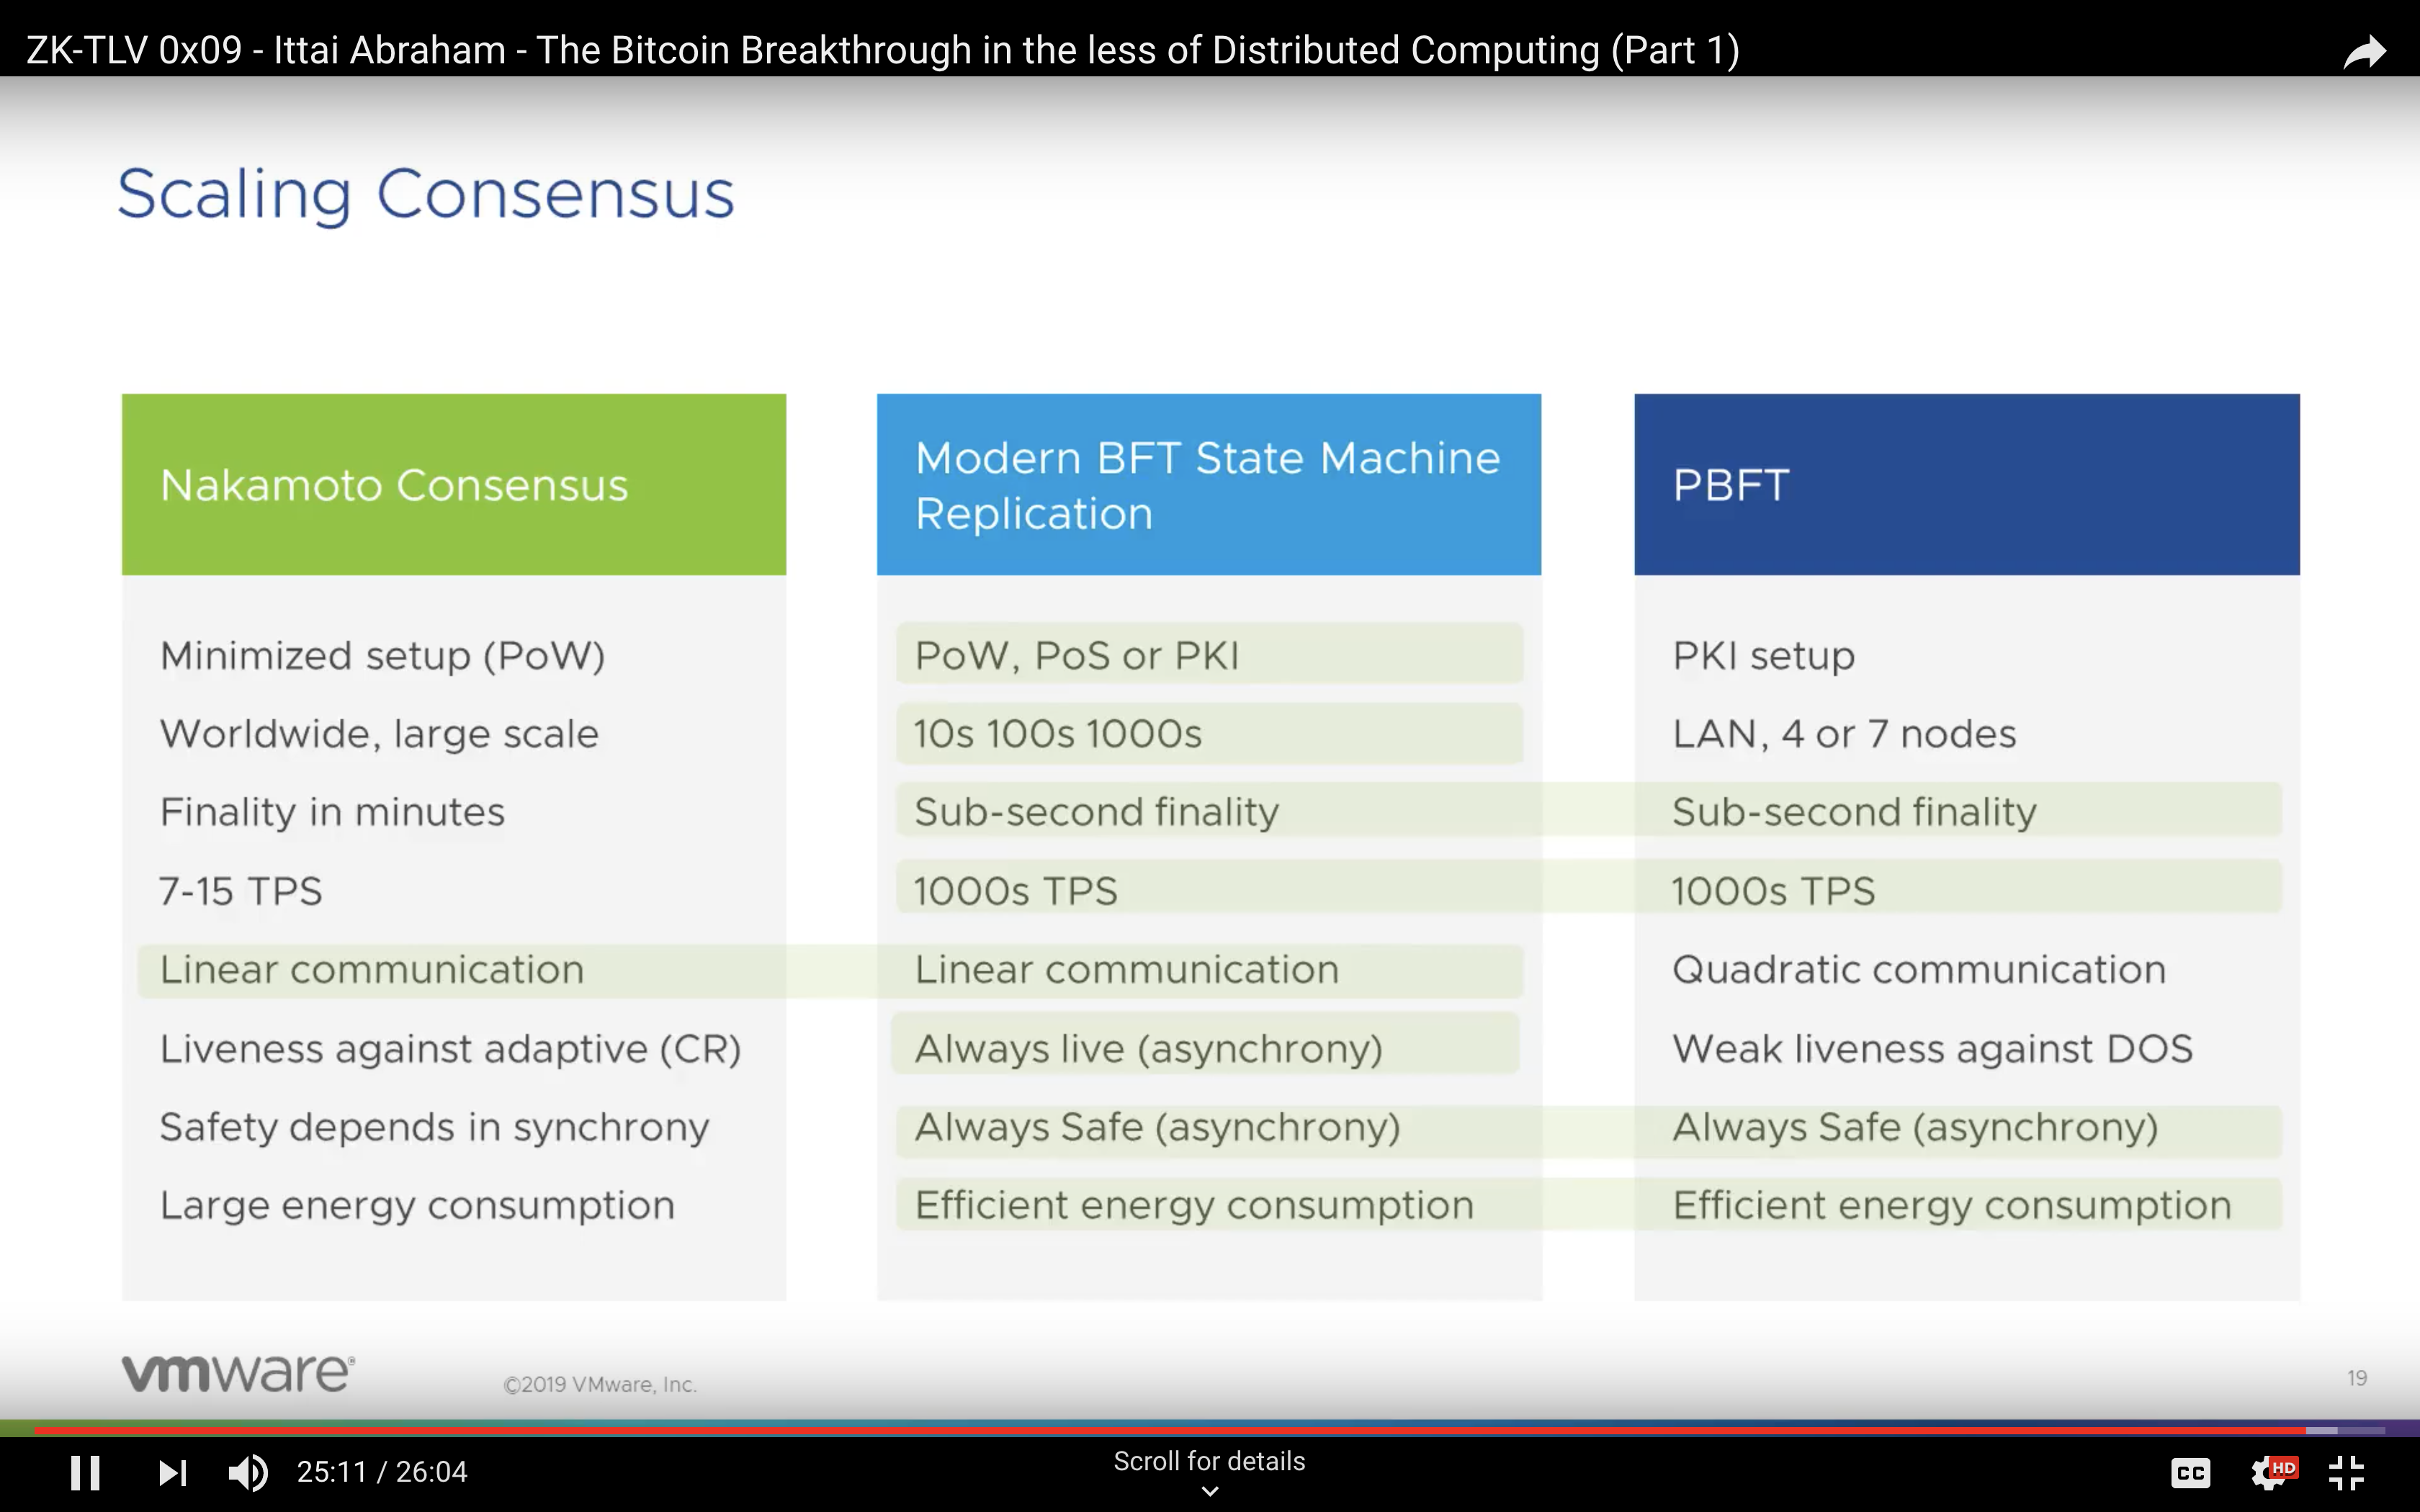 ZK-TLV 0x09 - Ittai Abraham - The Bitcoin Breakthrough in the less of Distributed Computing (Part 1)
Scaling Consensus
Nakamoto Consensus
Minimized setup (PoW)
Worldwide, large scale
Finality in minutes
7-15 TPS
Linear communication
Liveness against adaptive (CR)
Safety depends in synchrony
Large energy consumption
Modern BFT State Machine
Replication
PoW, PoS or PKI
10s 100s 1000s
Sub-second finality
1000s TPS
Linear communication
Always live (asynchrony)
Always Safe (asynchrony)
Efficient energy consumption
PBFT
PKI setup
LAN, 4 or 7 nodes
Sub-second finality
1000s TPS
Quadratic communication
Weak liveness against DOS
Always Safe (asynchrony)
Efficient energy consumption
vmware®
©2019 VMware, Inc.
19
25:11 / 26:04
Scroll for details
CC
HD